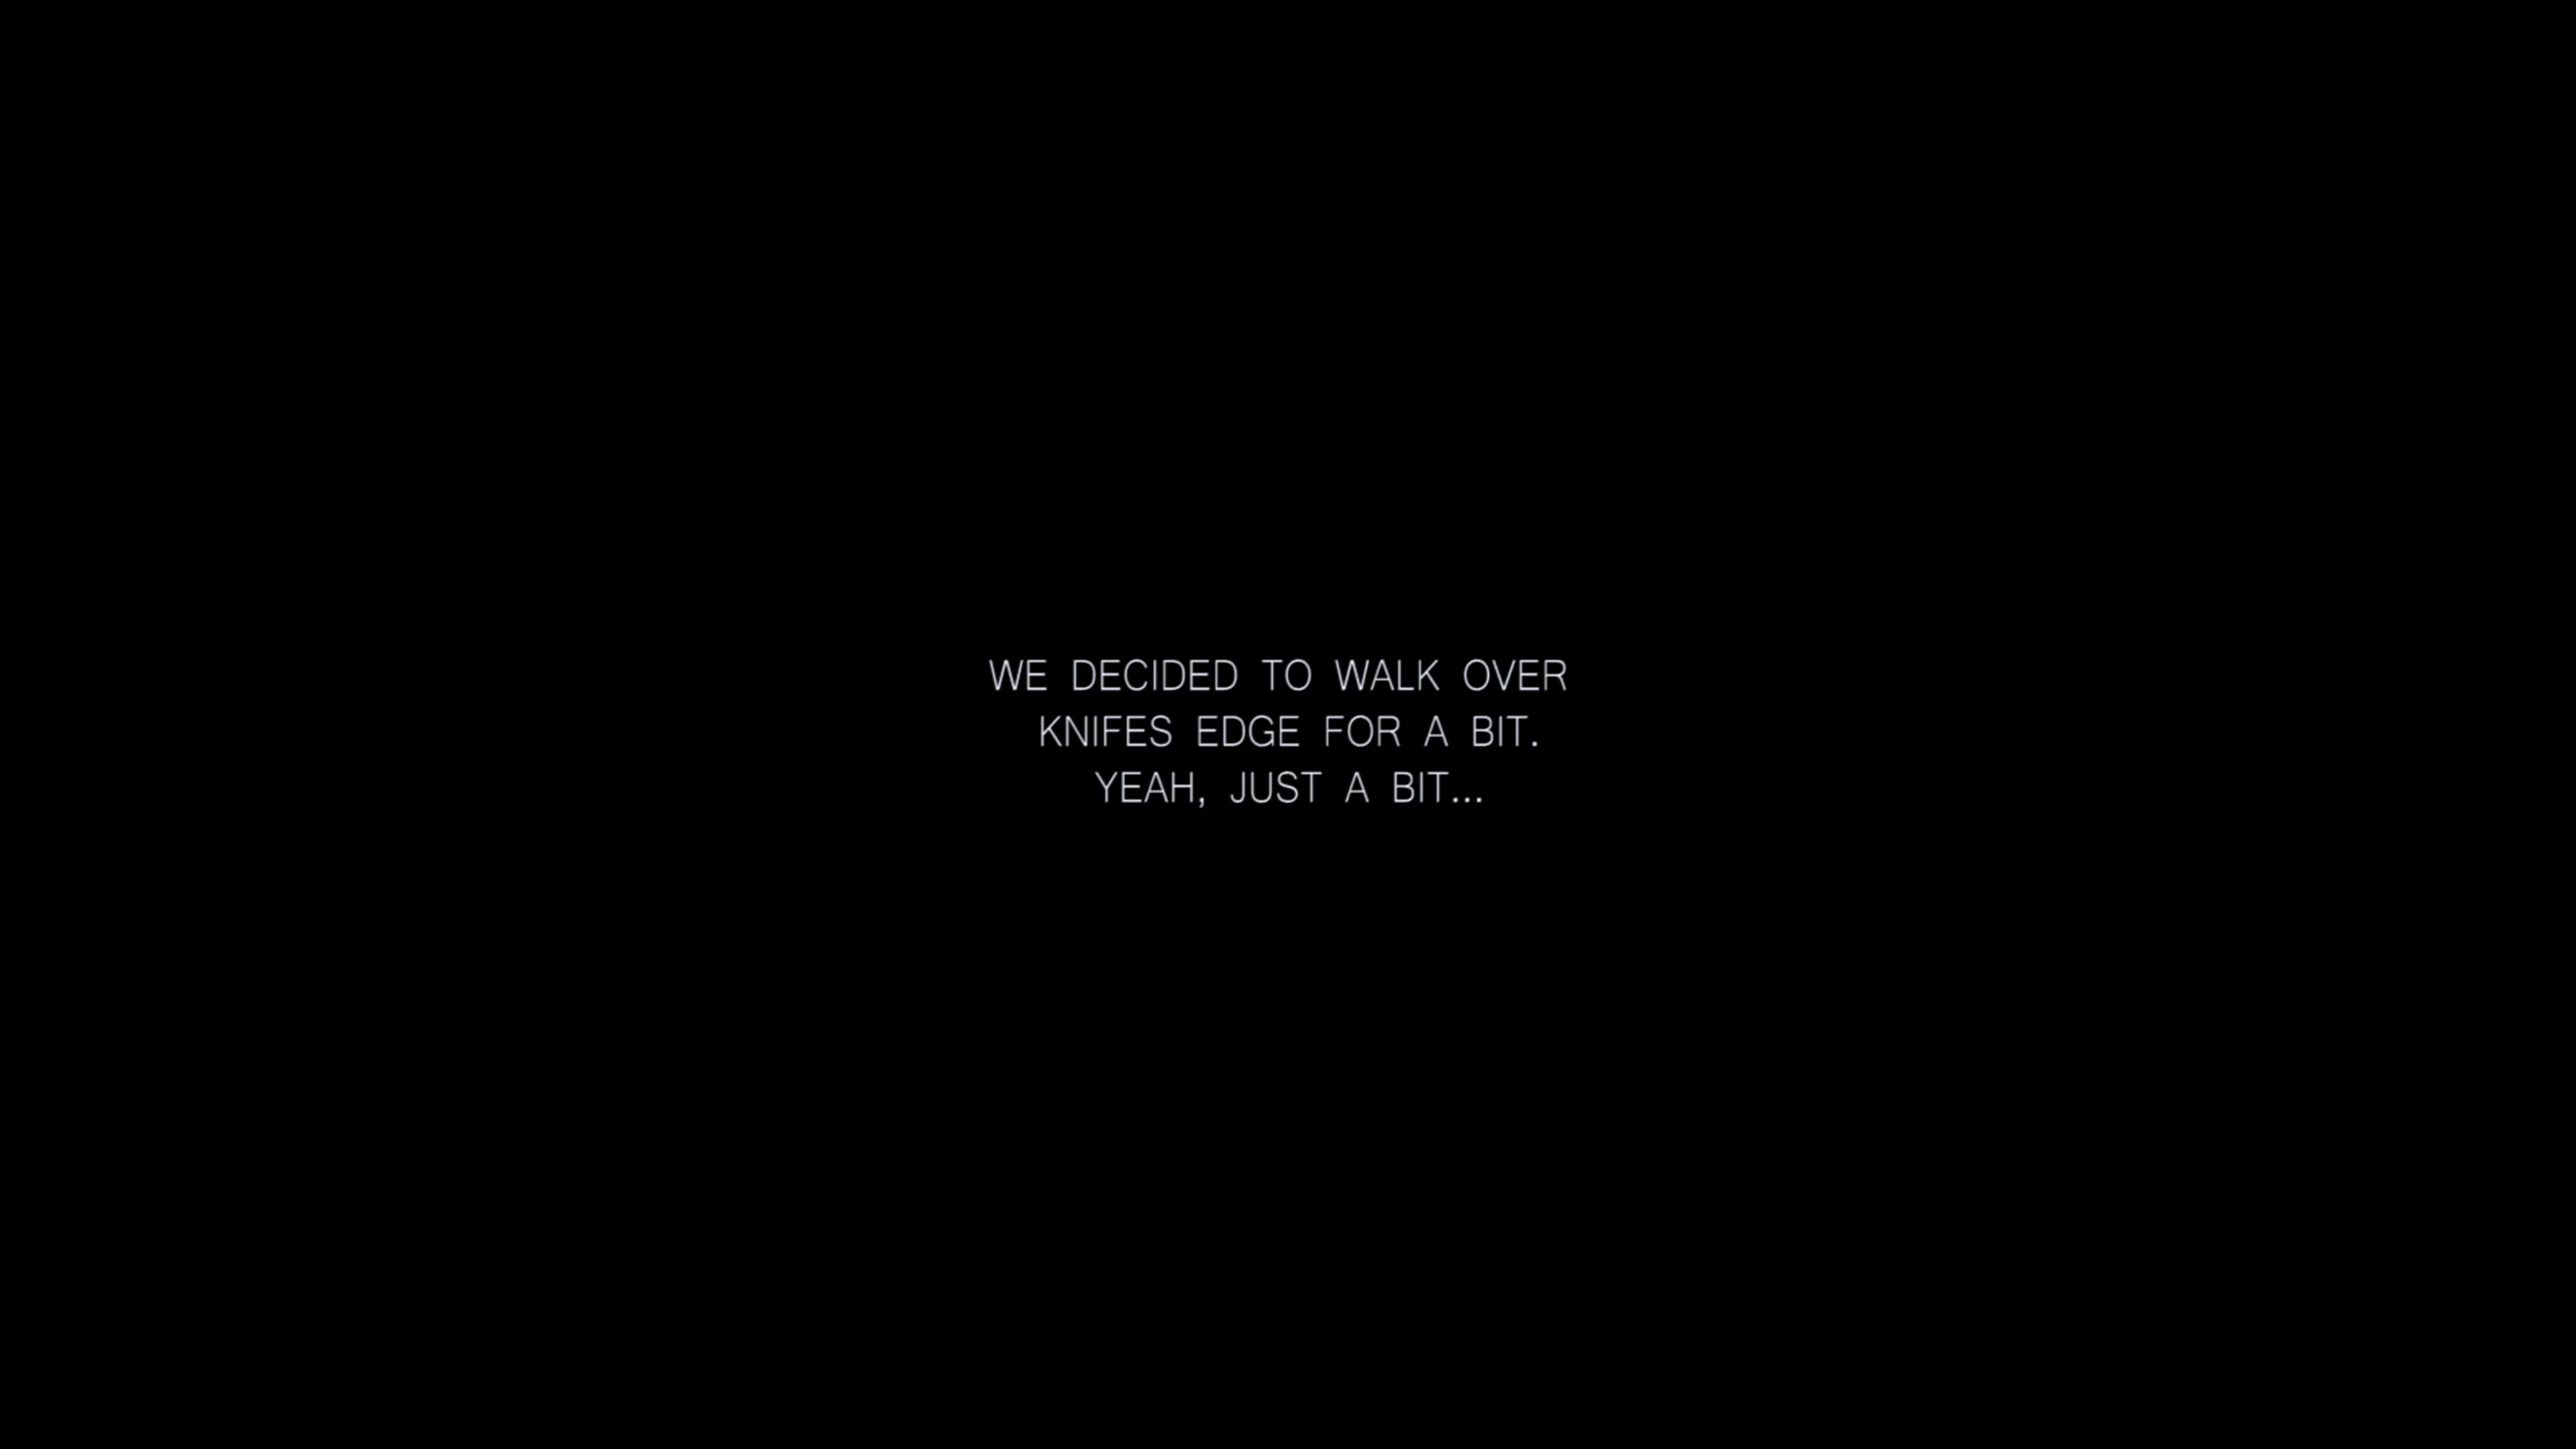 WE DECIDED TO WALK OVER
KNIFES EDGE FOR A BIT.
YEAH, JUST A BIT...